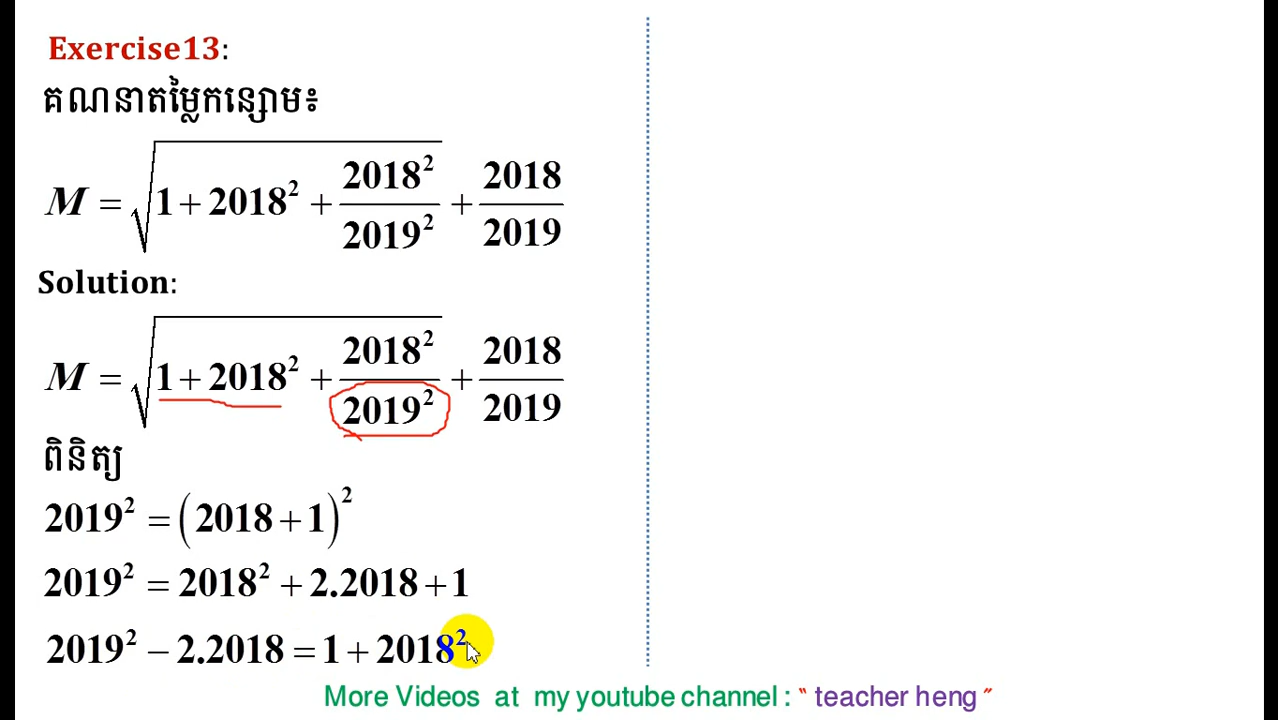 Exercise13:
គណនាតម្លៃកន្សោម៖
M = √(1 + 2018² + 2018²/2019²) + 2018/2019
Solution:
M = √(1 + 2018² + 2018²/2019²) + 2018/2019
ពិនិត្យ
2019² = (2018 + 1)²
2019² = 2018² + 2.2018 + 1
2019² − 2.2018 = 1 + 2018²
More Videos at my youtube channel : “ teacher heng ”